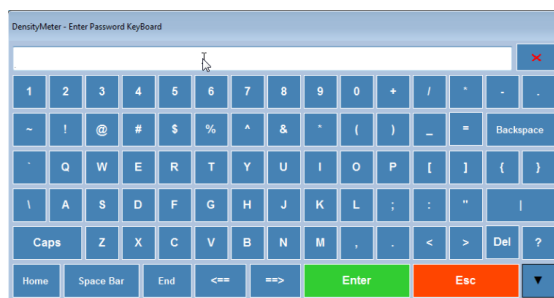 DensityMeter - Enter Password KeyBoard
×
1 2 3 4 5 6 7 8 9 0 + / * - .
~ ! @ # $ % ^ & * ( ) _ = Backspace
` Q W E R T Y U I O P [ ] { }
\ A S D F G H J K L ; : " |
Caps Z X C V B N M , . < > Del ?
Home Space Bar End <== ==> Enter Esc ▼